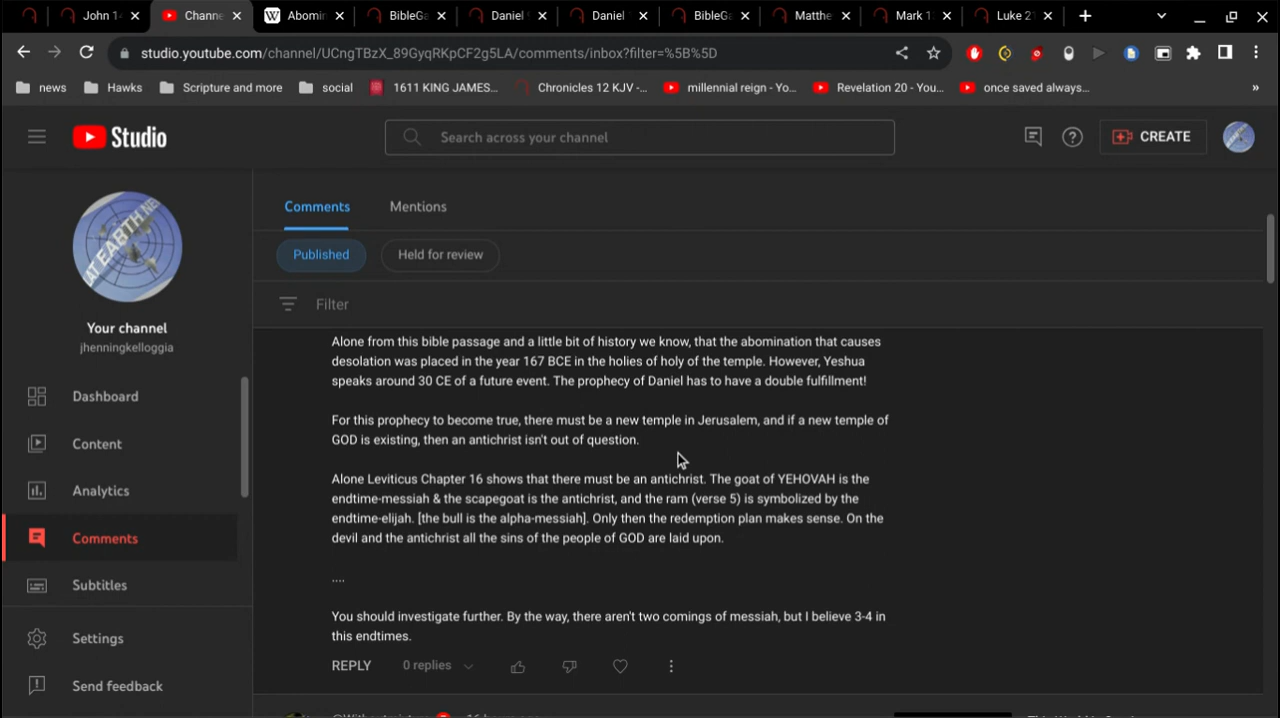 John 1
Channe
Abomin
BibleGa
Daniel 9
Daniel
BibleGa
Matthe
Mark 1
Luke 21
studio.youtube.com/channel/UCngTBzX_89GyqRKpCF2g5LA/comments/inbox?filter=%5B%5D
news
Hawks
Scripture and more
social
1611 KING JAMES...
Chronicles 12 KJV -...
millennial reign - Yo...
Revelation 20 - You...
once saved always...
»
Studio
Search across your channel
CREATE
AT EARTH NE
Your channel
jhenningkelloggia
Dashboard
Content
Analytics
Comments
Subtitles
Settings
Send feedback
Comments
Mentions
Published
Held for review
Filter
Alone from this bible passage and a little bit of history we know, that the abomination that causes
desolation was placed in the year 167 BCE in the holies of holy of the temple. However, Yeshua
speaks around 30 CE of a future event. The prophecy of Daniel has to have a double fulfillment!
For this prophecy to become true, there must be a new temple in Jerusalem, and if a new temple of
GOD is existing, then an antichrist isn't out of question.
Alone Leviticus Chapter 16 shows that there must be an antichrist. The goat of YEHOVAH is the
endtime-messiah & the scapegoat is the antichrist, and the ram (verse 5) is symbolized by the
endtime-elijah. [the bull is the alpha-messiah]. Only then the redemption plan makes sense. On the
devil and the antichrist all the sins of the people of GOD are laid upon.
....
You should investigate further. By the way, there aren't two comings of messiah, but I believe 3-4 in
this endtimes.
REPLY
0 replies